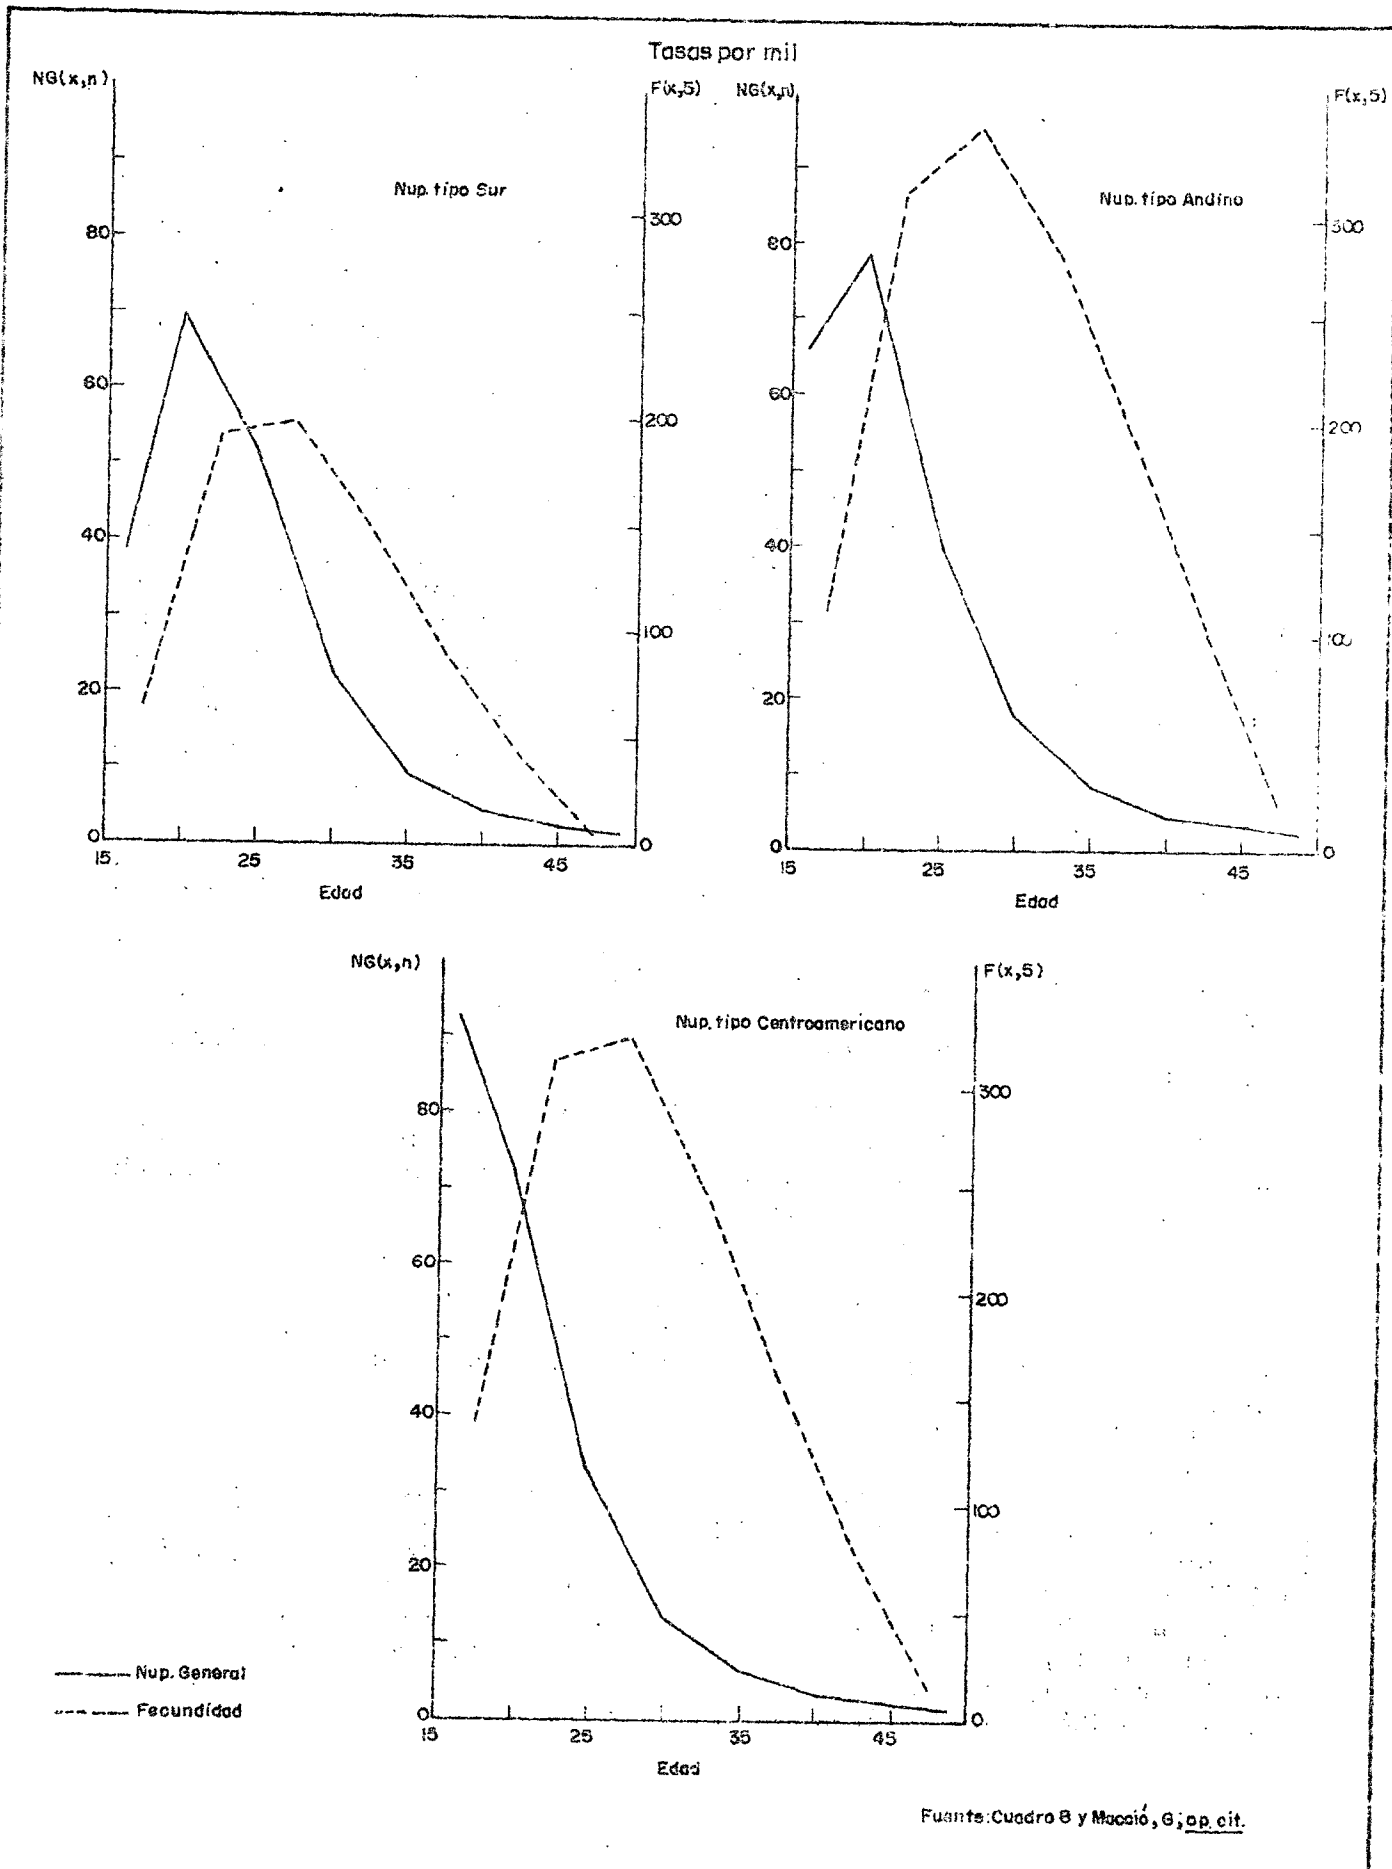 Tasas por mil
NG(x,n)
F(x,5)
Nup. tipo Sur
80
60
40
20
0
300
200
100
0
15
25
35
45
Edad
NG(x,n)
F(x,5)
Nup. tipo Andino
80
60
40
20
0
300
200
100
0
15
25
35
45
Edad
NG(x,n)
F(x,5)
Nup. tipo Centroamericano
80
60
40
20
0
300
200
100
0
15
25
35
45
Edad
Nup. General
Fecundidad
Fuente: Cuadro 8 y Macció, G; op. cit.